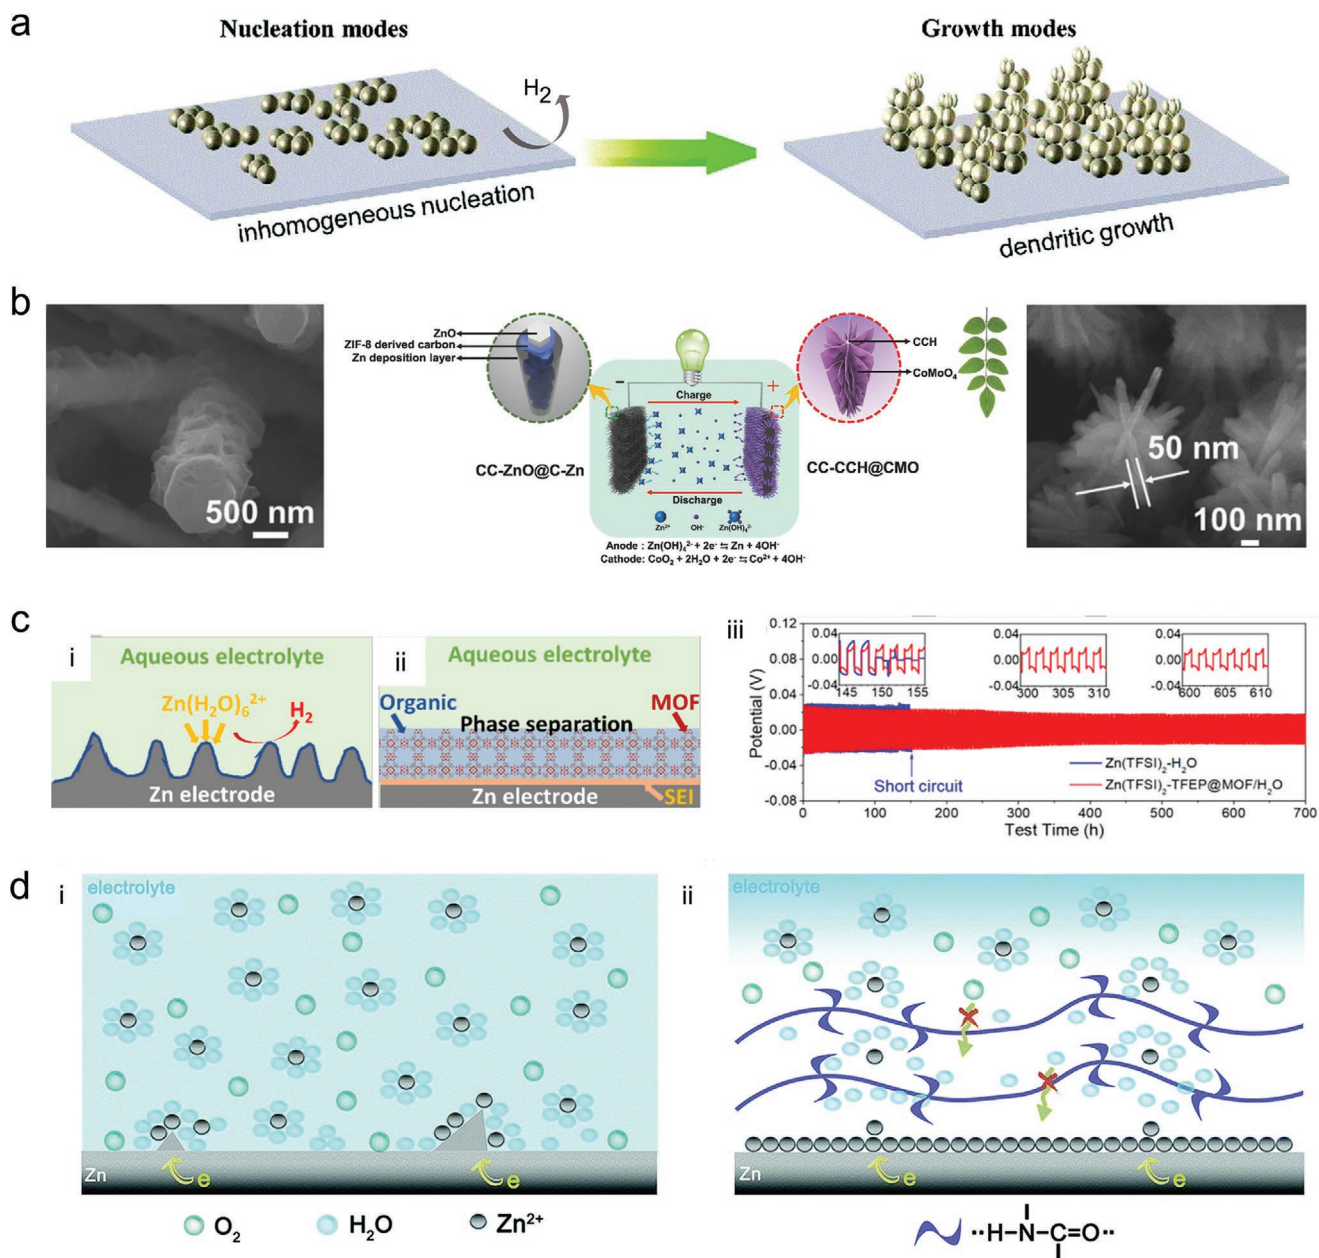 a
Nucleation modes
Growth modes
H₂
inhomogeneous nucleation
dendritic growth
b
500 nm
ZnO
ZIF-8 derived carbon
Zn deposition layer
CC-ZnO@C-Zn
−
+
Charge
Discharge
Zn²⁺
OH⁻
Zn(OH)₄²⁻
Anode : Zn(OH)₄²⁻ + 2e⁻ ⇆ Zn + 4OH⁻
Cathode: CoO₂ + 2H₂O + 2e⁻ ⇆ Co²⁺ + 4OH⁻
CCH
CoMoO₄
CC-CCH@CMO
50 nm
100 nm
c
i
Aqueous electrolyte
Zn(H₂O)₆²⁺
H₂
Zn electrode
ii
Aqueous electrolyte
Organic
MOF
Phase separation
Zn electrode
SEI
iii
Potential (V)
0.12
0.08
0.04
0.00
-0.04
-0.08
0.04
0.00
-0.04
145 150 155
0.04
0.00
-0.04
300 305 310
0.04
0.00
-0.04
600 605 610
Short circuit
Zn(TFSI)₂-H₂O
Zn(TFSI)₂-TFEP@MOF/H₂O
0 100 200 300 400 500 600 700
Test Time (h)
d
i
electrolyte
Zn
e
e
O₂
H₂O
Zn²⁺
ii
electrolyte
Zn
e
e
··H-N-C=O··